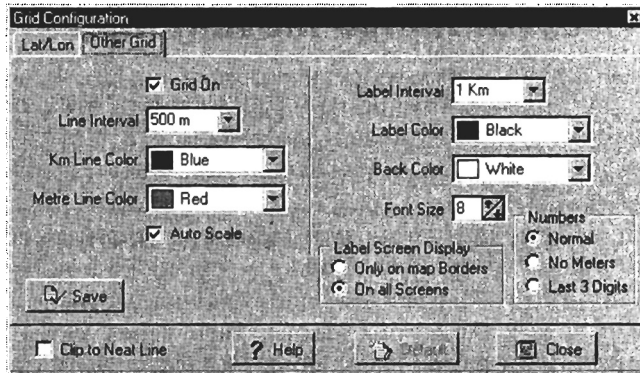 Grid Configuration
Lat/Lon
Other Grid
Grid On
Line Interval 500 m
Km Line Color Blue
Metre Line Color Red
Auto Scale
Save
Label Interval 1 Km
Label Color Black
Back Color White
Font Size 8
Label Screen Display
Only on map Borders
On all Screens
Numbers
Normal
No Meters
Last 3 Digits
Clip to Neat Line
? Help
Default
Close